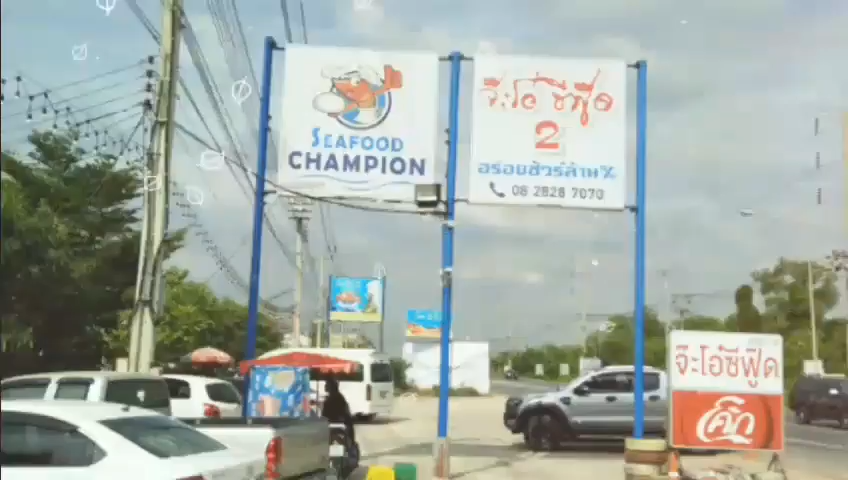 SEAFOOD
CHAMPION
จ๊ะโอ๋ ซีฟู๊ด
2
อร่อยชัวร์ล้าน%
08 2828 7070
จ๊ะโอ๋ซีฟู๊ด
โค้ก